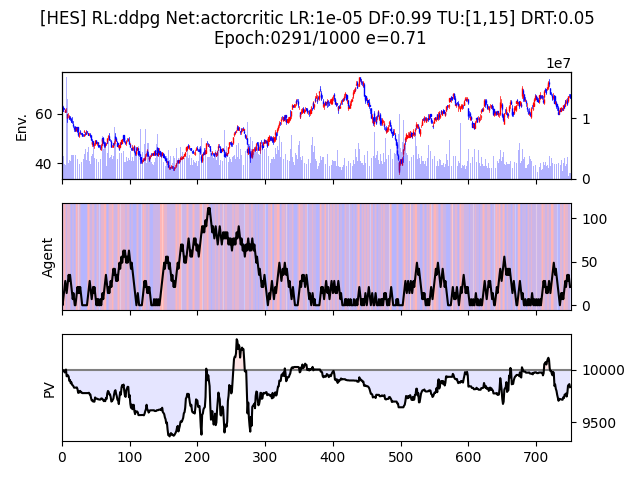 [HES] RL:ddpg Net:actorcritic LR:1e-05 DF:0.99 TU:[1,15] DRT:0.05
Epoch:0291/1000 e=0.71
1e7
Env.
60
40
1
0
Agent
100
50
0
PV
10000
9500
0 100 200 300 400 500 600 700